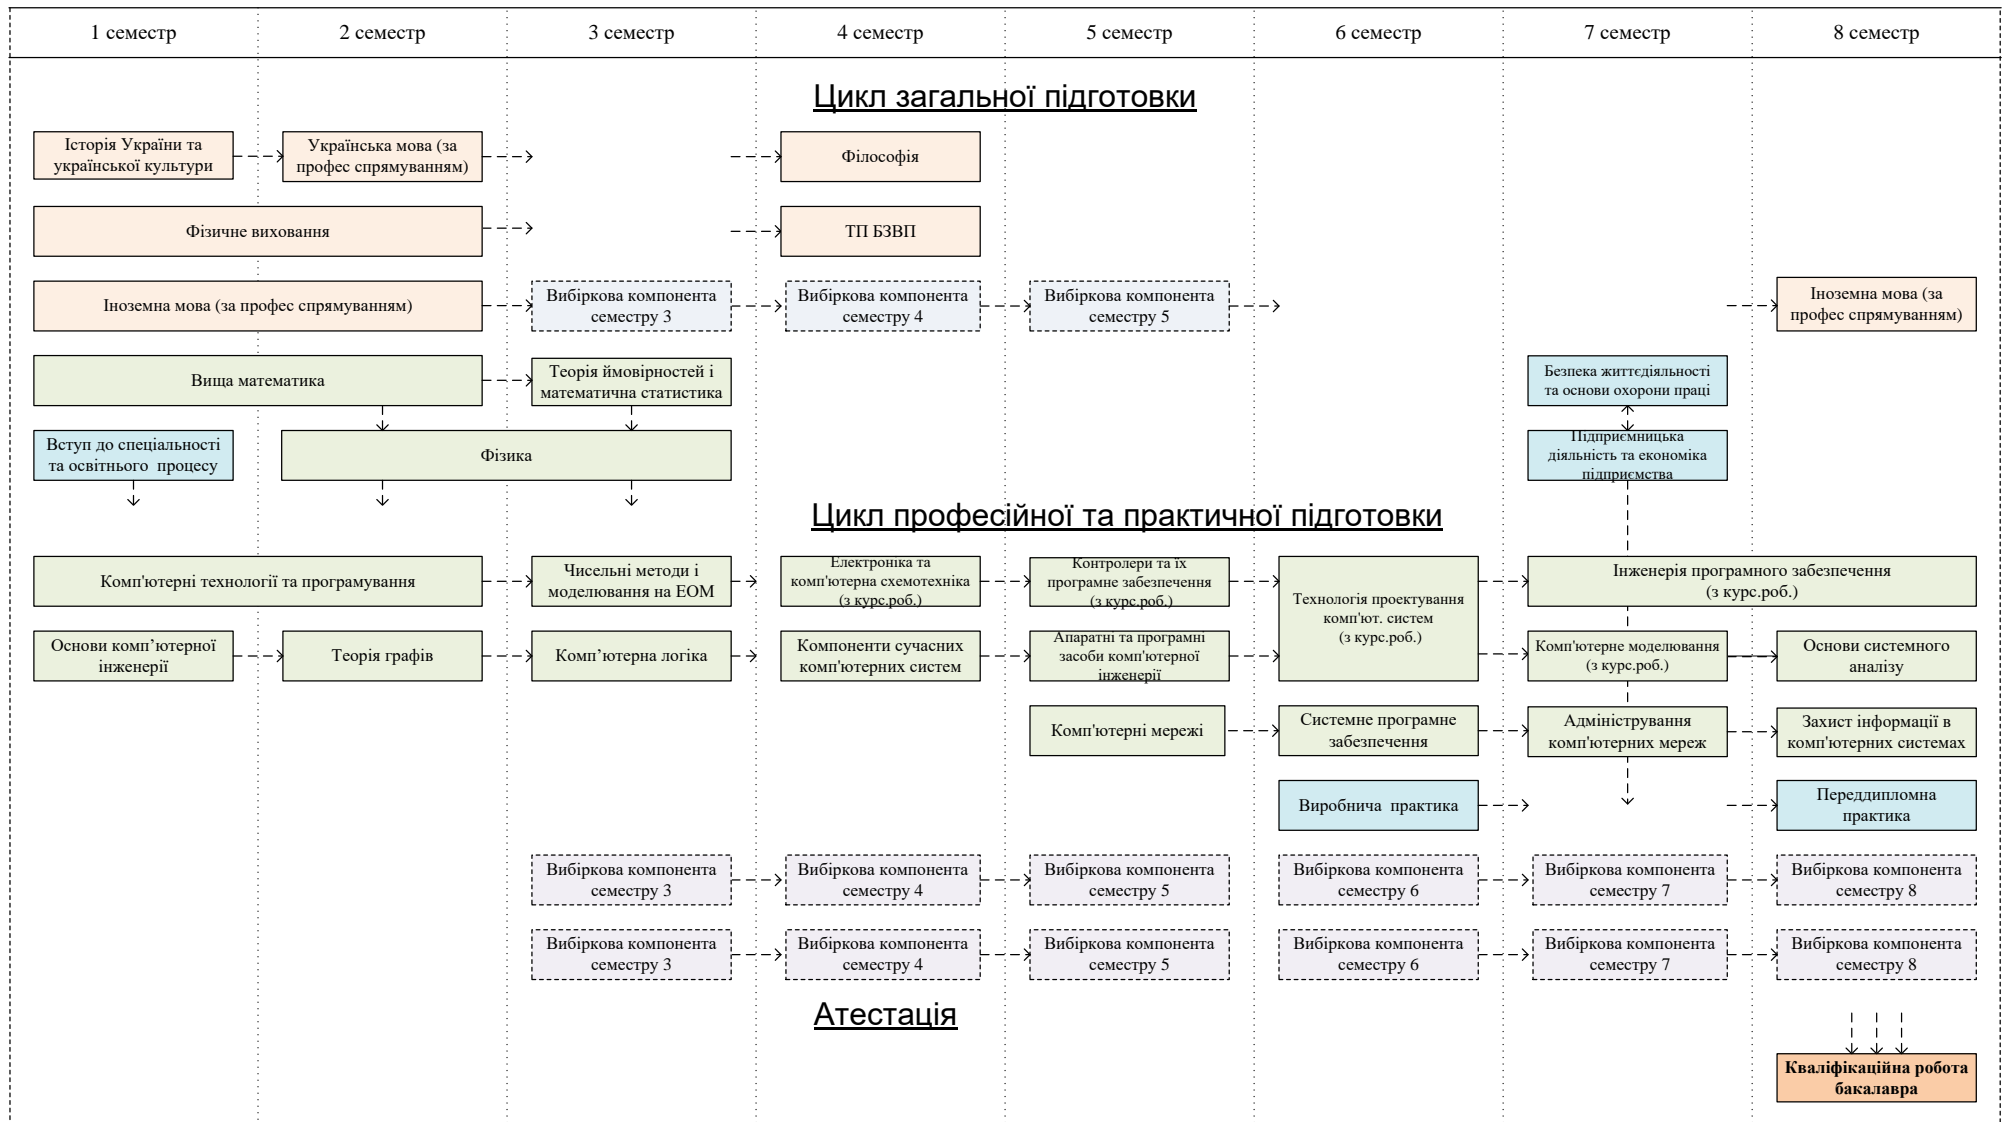 1 семестр
2 семестр
3 семестр
4 семестр
5 семестр
6 семестр
7 семестр
8 семестр
Цикл загальної підготовки
Історія України та
української культури
Українська мова (за
профес спрямуванням)
Філософія
Фізичне виховання
ТП БЗВП
Іноземна мова (за профес спрямуванням)
Вибіркова компонента
семестру 3
Вибіркова компонента
семестру 4
Вибіркова компонента
семестру 5
Іноземна мова (за
профес спрямуванням)
Вища математика
Теорія ймовірностей і
математична статистика
Безпека життєдіяльності
та основи охорони праці
Вступ до спеціальності
та освітнього процесу
Фізика
Підприємницька
діяльність та економіка
підприємства
Цикл професійної та практичної підготовки
Комп'ютерні технології та програмування
Чисельні методи і
моделювання на ЕОМ
Електроніка та
комп'ютерна схемотехніка
(з курс.роб.)
Контролери та їх
програмне забезпечення
(з курс.роб.)
Технологія проектування
комп'ют. систем
(з курс.роб.)
Інженерія програмного забезпечення
(з курс.роб.)
Основи комп’ютерної
інженерії
Теорія графів
Комп’ютерна логіка
Компоненти сучасних
комп'ютерних систем
Апаратні та програмні
засоби комп'ютерної
інженерії
Комп'ютерне моделювання
(з курс.роб.)
Основи системного
аналізу
Комп'ютерні мережі
Системне програмне
забезпечення
Адміністрування
комп'ютерних мереж
Захист інформації в
комп'ютерних системах
Виробнича практика
Переддипломна
практика
Вибіркова компонента
семестру 3
Вибіркова компонента
семестру 4
Вибіркова компонента
семестру 5
Вибіркова компонента
семестру 6
Вибіркова компонента
семестру 7
Вибіркова компонента
семестру 8
Вибіркова компонента
семестру 3
Вибіркова компонента
семестру 4
Вибіркова компонента
семестру 5
Вибіркова компонента
семестру 6
Вибіркова компонента
семестру 7
Вибіркова компонента
семестру 8
Атестація
Кваліфікаційна робота
бакалавра